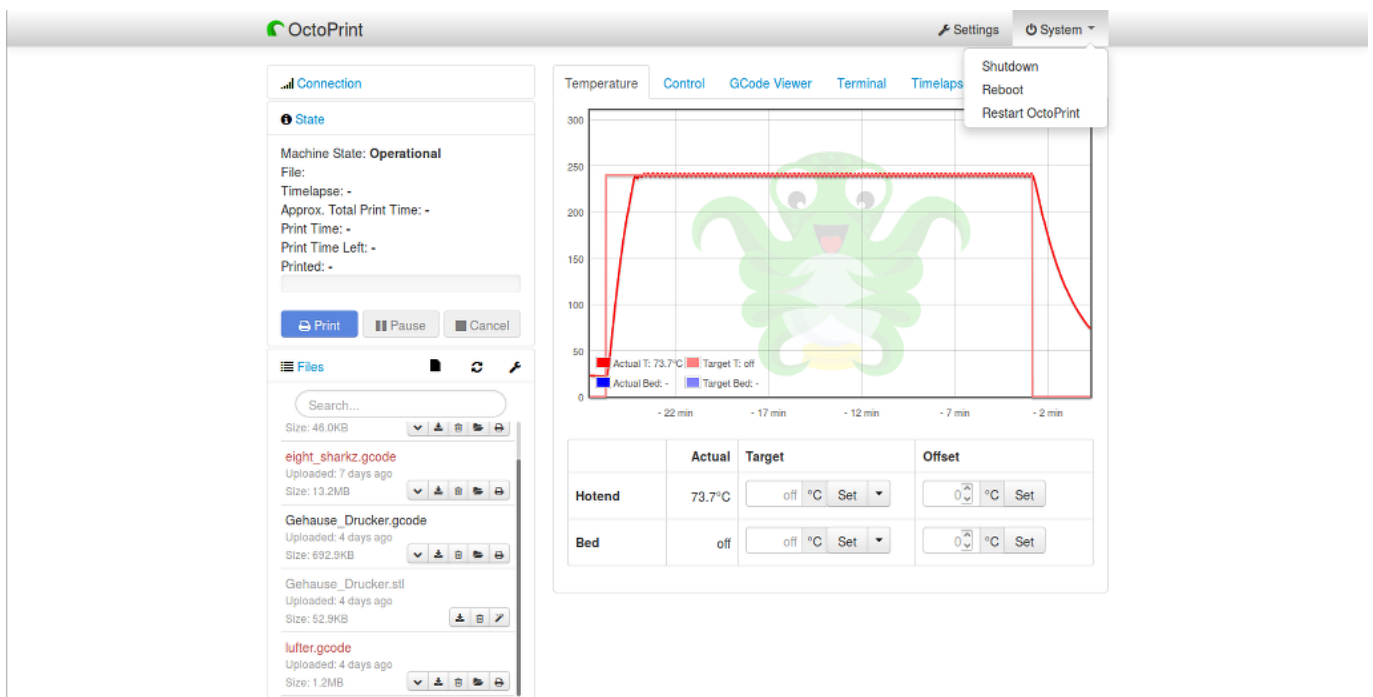 OctoPrint
Settings
System
Shutdown
Reboot
Restart OctoPrint
Connection
State
Machine State: Operational
File:
Timelapse: -
Approx. Total Print Time: -
Print Time: -
Print Time Left: -
Printed: -
Print
Pause
Cancel
Files
Search...
Size: 46.0KB
eight_sharkz.gcode
Uploaded: 7 days ago
Size: 13.2MB
Gehause_Drucker.gcode
Uploaded: 4 days ago
Size: 692.9KB
Gehause_Drucker.stl
Uploaded: 4 days ago
Size: 52.9KB
lufter.gcode
Uploaded: 4 days ago
Size: 1.2MB
Temperature Control GCode Viewer Terminal Timelaps
300
250
200
150
100
50
0
Actual T: 73.7°C Target T: off
Actual Bed: - Target Bed: -
- 22 min - 17 min - 12 min - 7 min - 2 min
Actual Target Offset
Hotend 73.7°C off °C Set 0 °C Set
Bed off off °C Set 0 °C Set